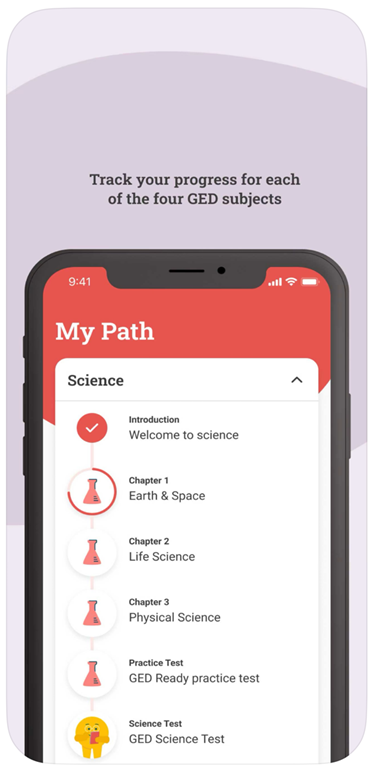 Track your progress for each
of the four GED subjects
9:41
My Path
Science
Introduction
Welcome to science
Chapter 1
Earth & Space
Chapter 2
Life Science
Chapter 3
Physical Science
Practice Test
GED Ready practice test
Science Test
GED Science Test